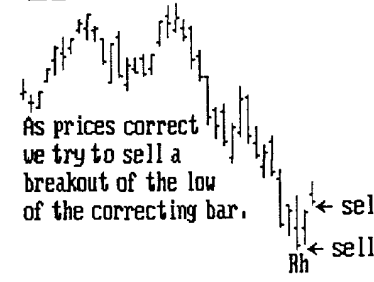 As prices correct
we try to sell a
breakout of the low
of the correcting bar.
← sel
← sell
Rh